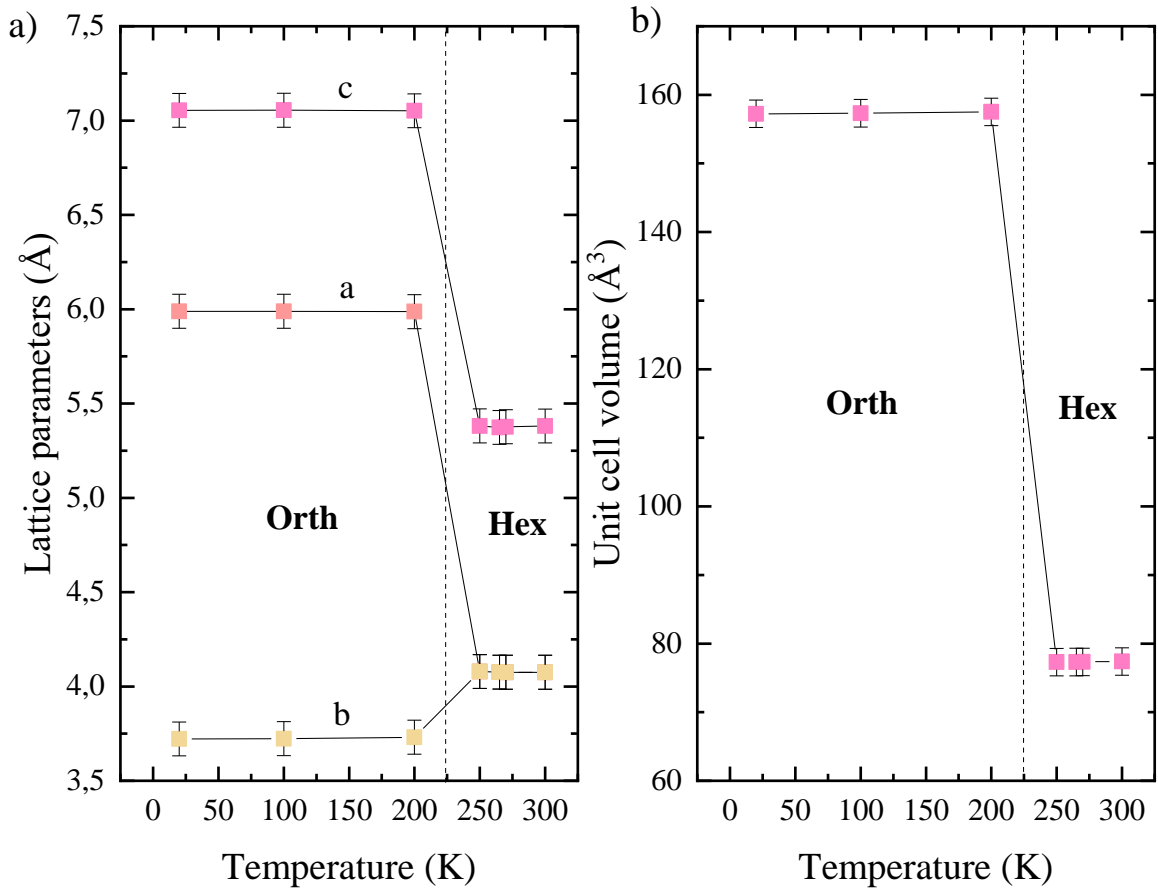 a)
7,5
7,0
6,5
6,0
5,5
5,0
4,5
4,0
3,5
Lattice parameters (Å)
c
a
b
Orth
Hex
0 50 100 150 200 250 300
Temperature (K)
b)
160
140
120
100
80
60
Unit cell volume (Å³)
Orth
Hex
0 50 100 150 200 250 300
Temperature (K)